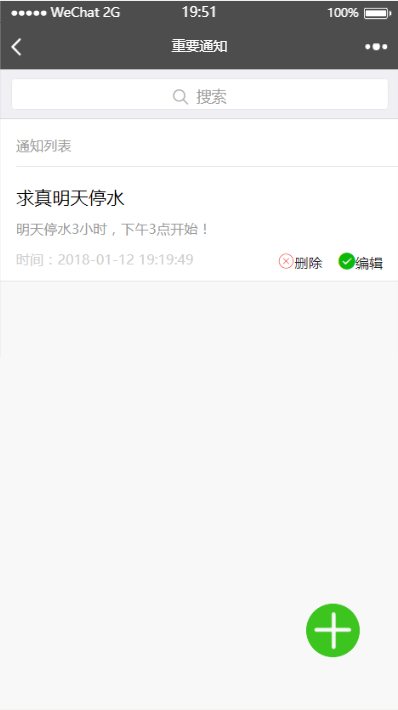 WeChat 2G 19:51 100%
重要通知
搜索
通知列表
求真明天停水
明天停水3小时，下午3点开始！
时间：2018-01-12 19:19:49 删除 编辑